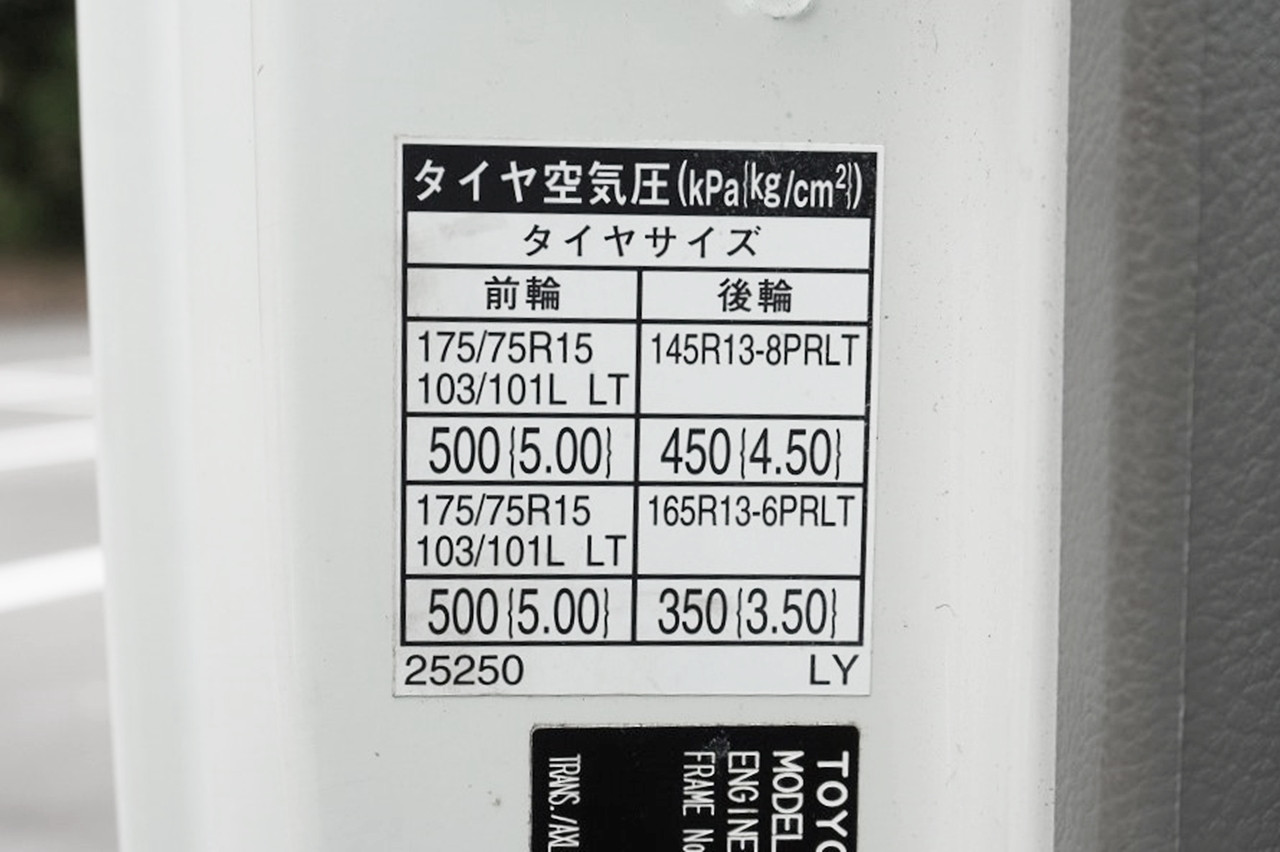 タイヤ空気圧(kPa{kg/cm²})
タイヤサイズ
前輪 後輪
175/75R15 145R13-8PRLT
103/101L LT
500{5.00} 450{4.50}
175/75R15 165R13-6PRLT
103/101L LT
500{5.00} 350{3.50}
25250 LY
MODEL
ENGINE
FRAME No
TRANS./